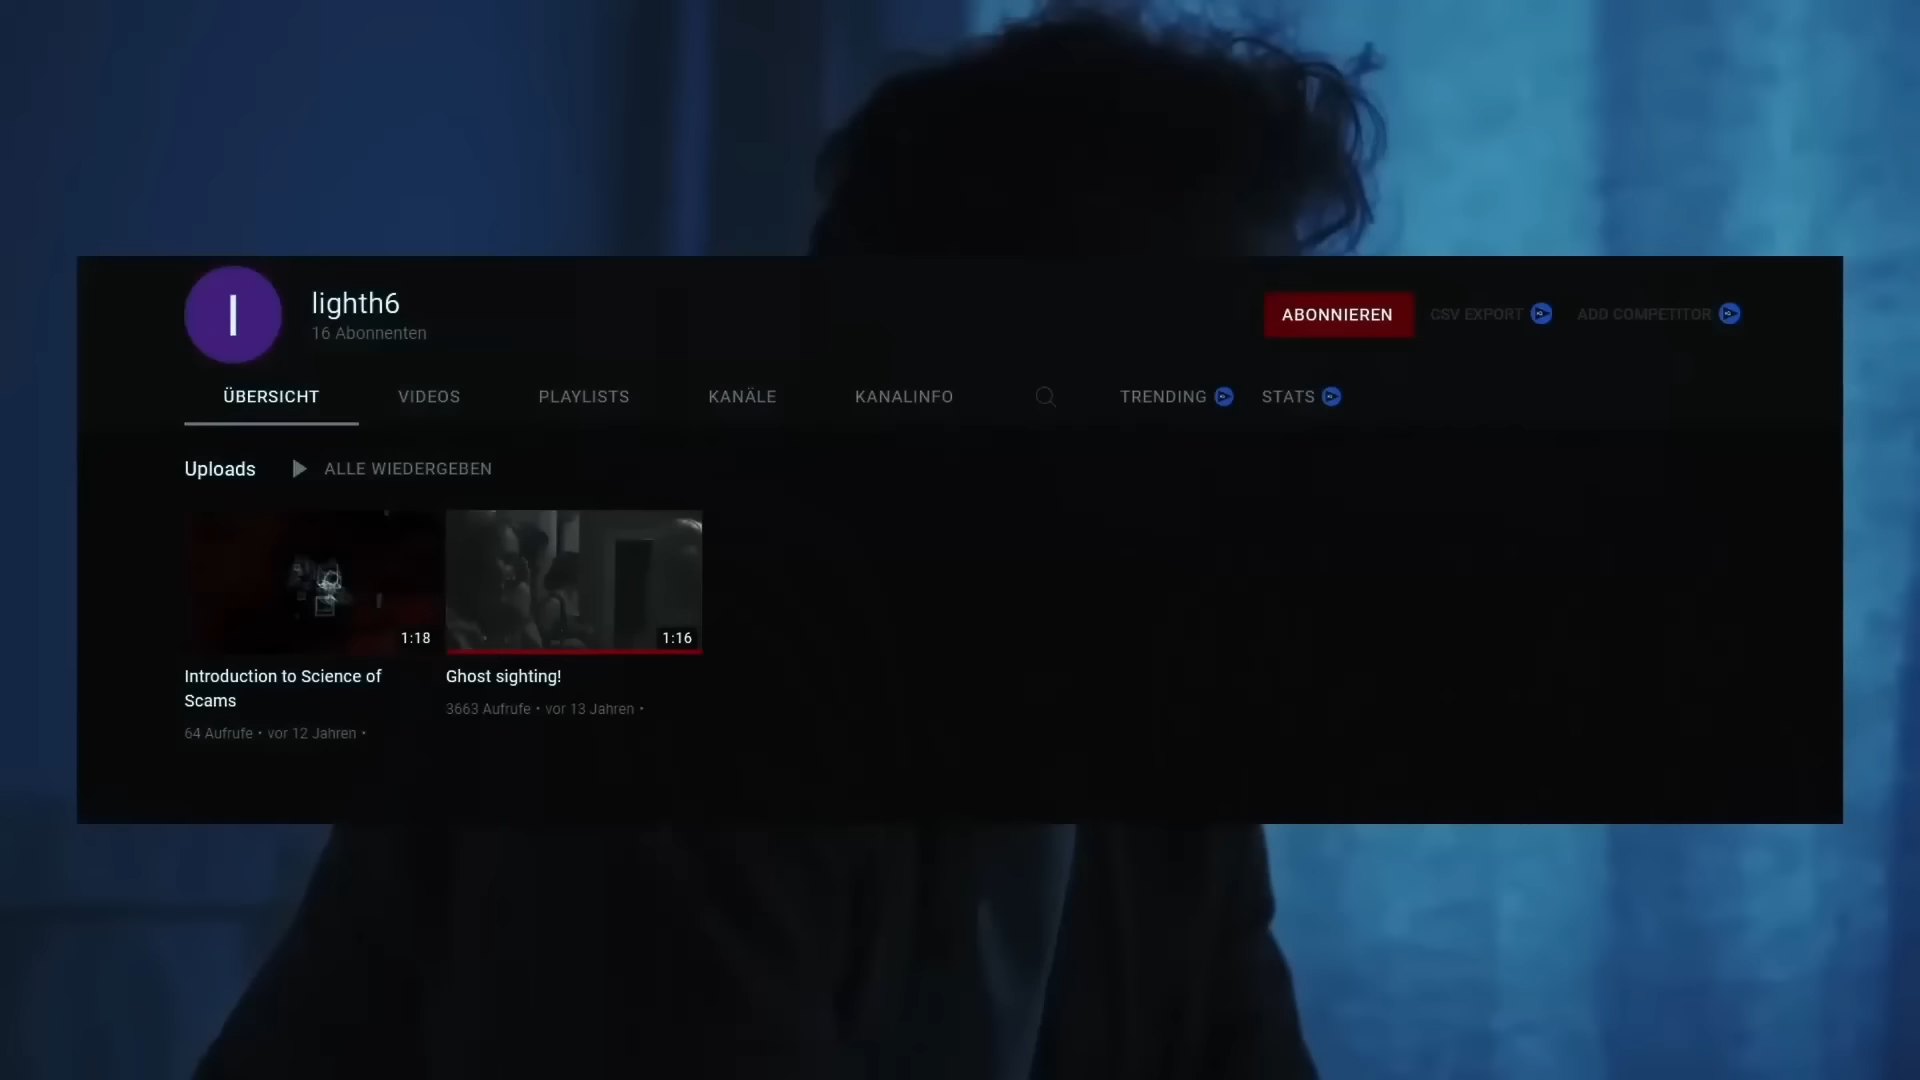 l
lighth6
16 Abonnenten
ABONNIEREN
CSV EXPORT
ADD COMPETITOR
ÜBERSICHT
VIDEOS
PLAYLISTS
KANÄLE
KANALINFO
TRENDING
STATS
Uploads
ALLE WIEDERGEBEN
1:18
1:16
Introduction to Science of
Scams
64 Aufrufe • vor 12 Jahren •
Ghost sighting!
3663 Aufrufe • vor 13 Jahren •